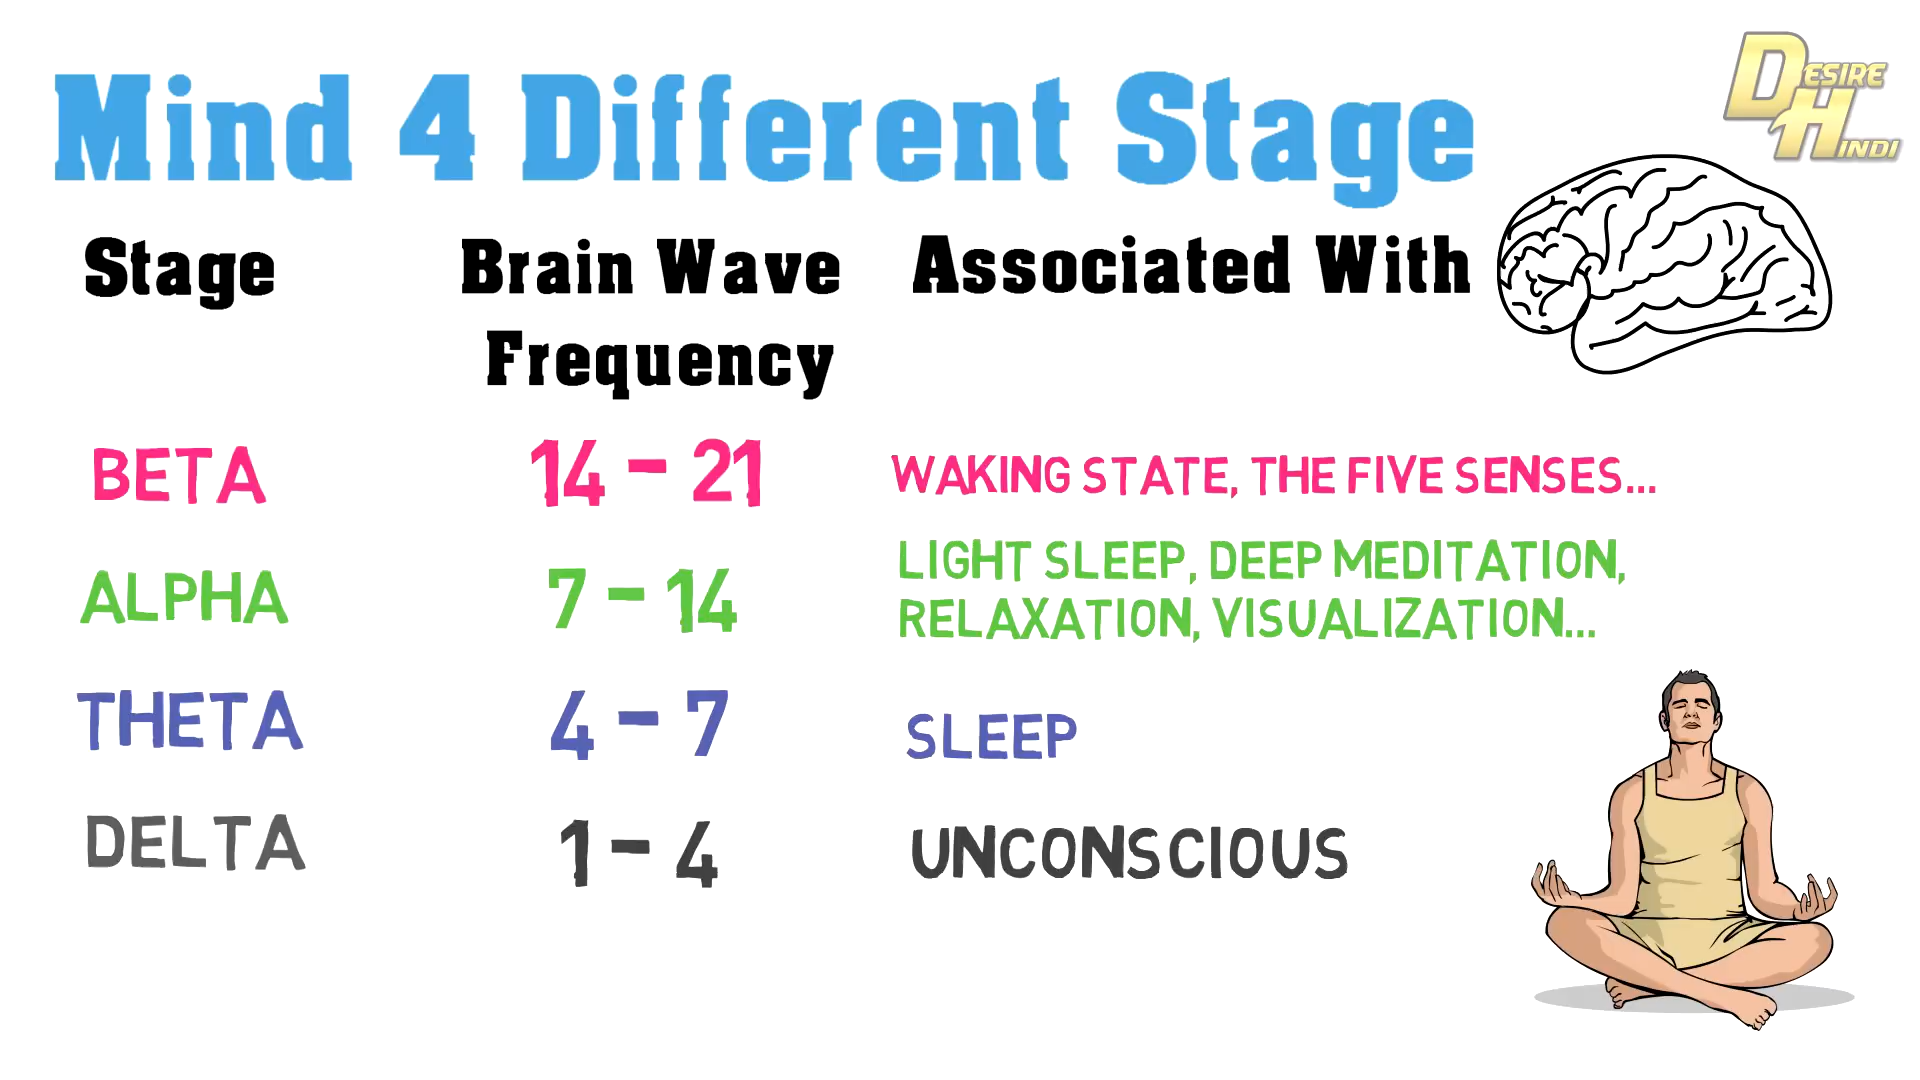 Mind 4 Different Stage
DESIRE
HINDI
Stage Brain Wave Associated With
Frequency
BETA 14 - 21 WAKING STATE, THE FIVE SENSES...
ALPHA 7 - 14 LIGHT SLEEP, DEEP MEDITATION,
RELAXATION, VISUALIZATION...
THETA 4 - 7 SLEEP
DELTA 1 - 4 UNCONSCIOUS